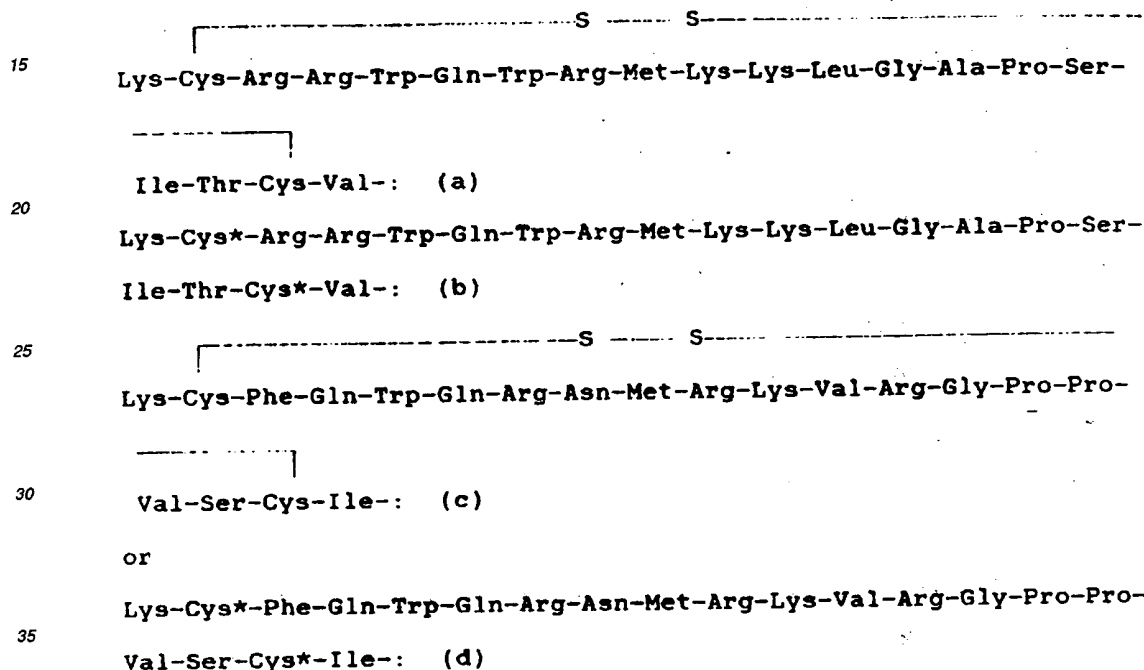 S S
15
Lys-Cys-Arg-Arg-Trp-Gln-Trp-Arg-Met-Lys-Lys-Leu-Gly-Ala-Pro-Ser-
Ile-Thr-Cys-Val-: (a)
20
Lys-Cys*-Arg-Arg-Trp-Gln-Trp-Arg-Met-Lys-Lys-Leu-Gly-Ala-Pro-Ser-
Ile-Thr-Cys*-Val-: (b)
25
S S
Lys-Cys-Phe-Gln-Trp-Gln-Arg-Asn-Met-Arg-Lys-Val-Arg-Gly-Pro-Pro-
30
Val-Ser-Cys-Ile-: (c)
or
Lys-Cys*-Phe-Gln-Trp-Gln-Arg-Asn-Met-Arg-Lys-Val-Arg-Gly-Pro-Pro-
35
Val-Ser-Cys*-Ile-: (d)